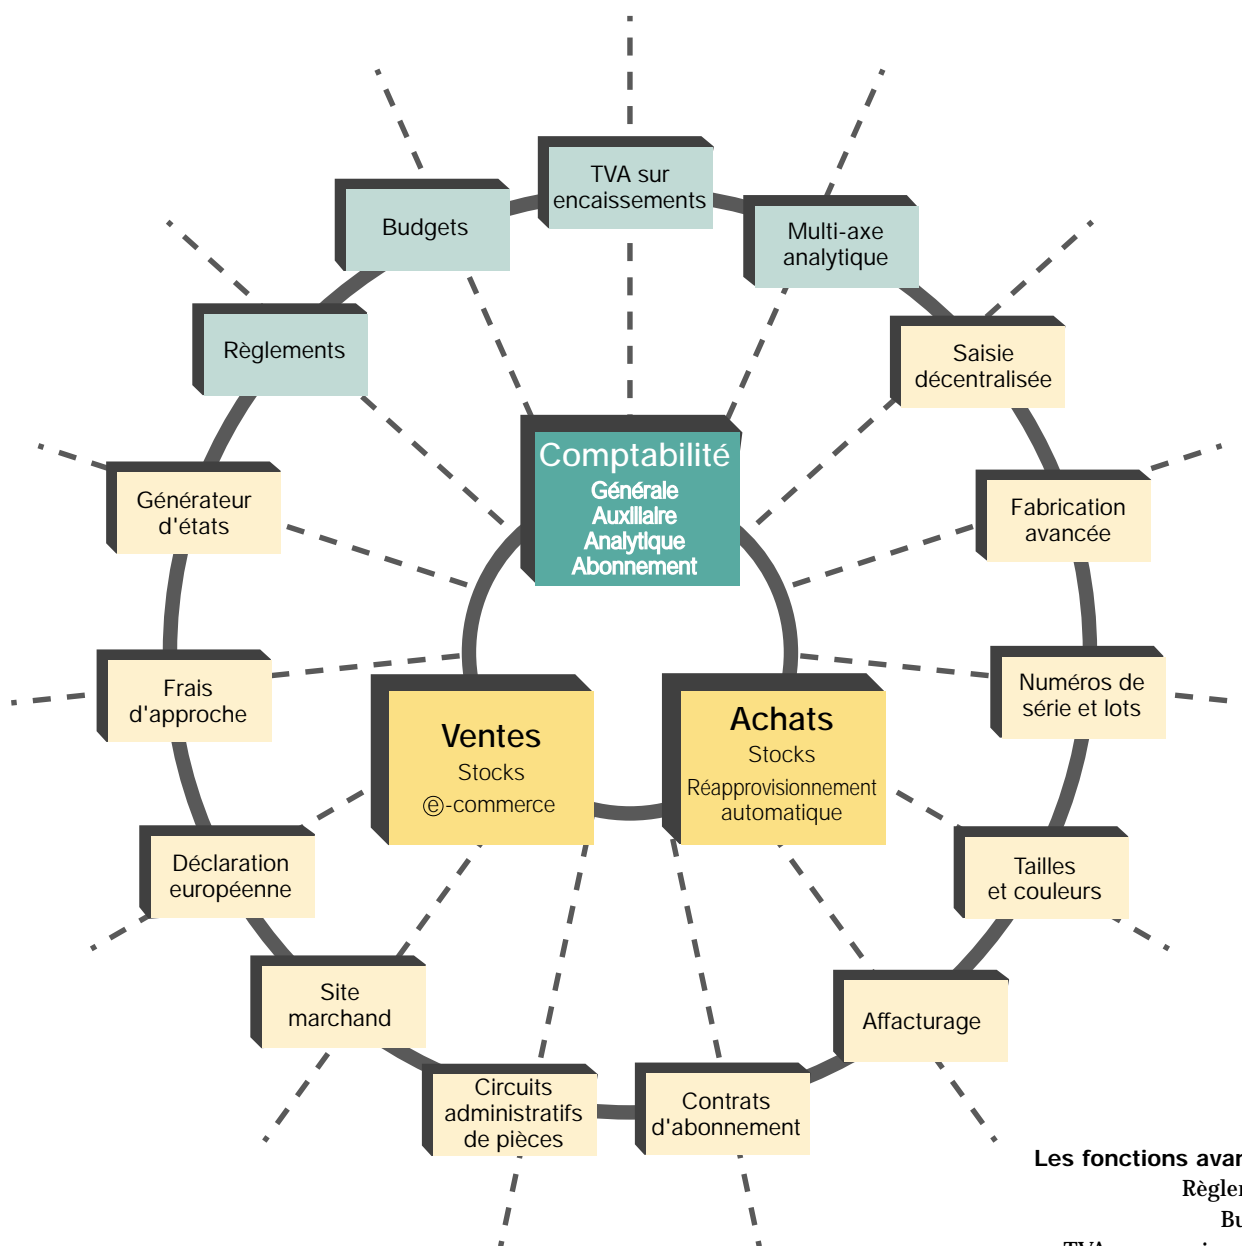 TVA sur
encaissements
Budgets
Multi-axe
analytique
Règlements
Saisie
décentralisée
Comptabilité
Générale
Auxiliaire
Analytique
Abonnement
Générateur
d'états
Fabrication
avancée
Frais
d'approche
Numéros de
série et lots
Ventes
Stocks
ⓔ-commerce
Achats
Stocks
Réapprovisionnement
automatique
Déclaration
européenne
Tailles
et couleurs
Site
marchand
Affacturage
Circuits
administratifs
de pièces
Contrats
d'abonnement
Les fonctions